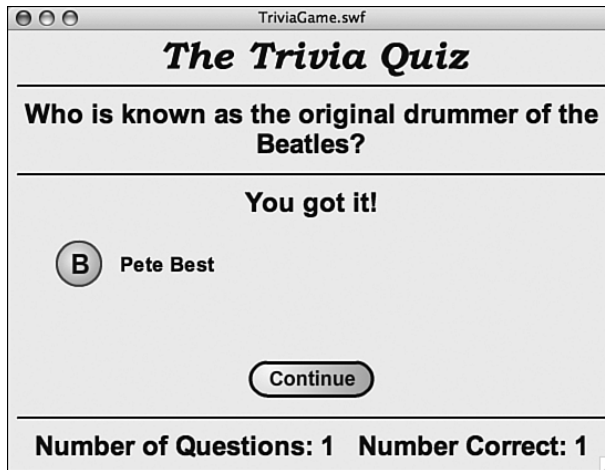 TriviaGame.swf
The Trivia Quiz
Who is known as the original drummer of the
Beatles?
You got it!
B Pete Best
Continue
Number of Questions: 1 Number Correct: 1